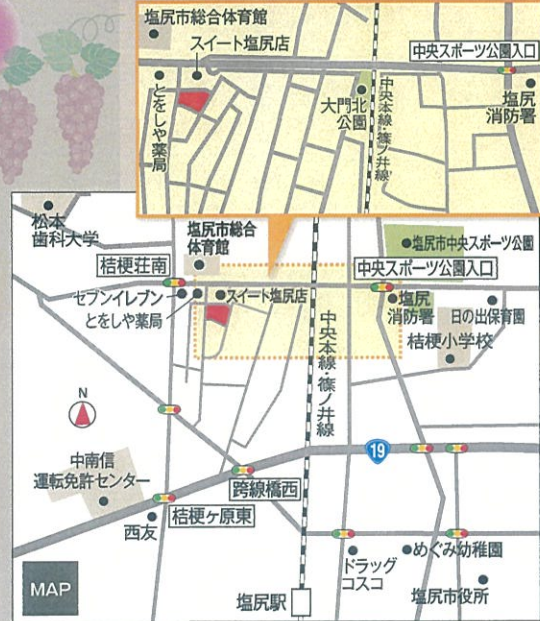 塩尻市総合体育館
スイート塩尻店
中央スポーツ公園入口
とをしや薬局
大門北
公園
中央本線・篠ノ井線
塩尻
消防署
松本
歯科大学
塩尻市総合
体育館
塩尻市中央スポーツ公園
桔梗荘南
中央スポーツ公園入口
セブンイレブン
とをしや薬局
スイート塩尻店
塩尻
消防署
日の出保育園
桔梗小学校
中央本線・篠ノ井線
N
19
中南信
運転免許センター
跨線橋西
桔梗ヶ原東
西友
ドラッグ
コスコ
めぐみ幼稚園
塩尻市役所
塩尻駅
MAP